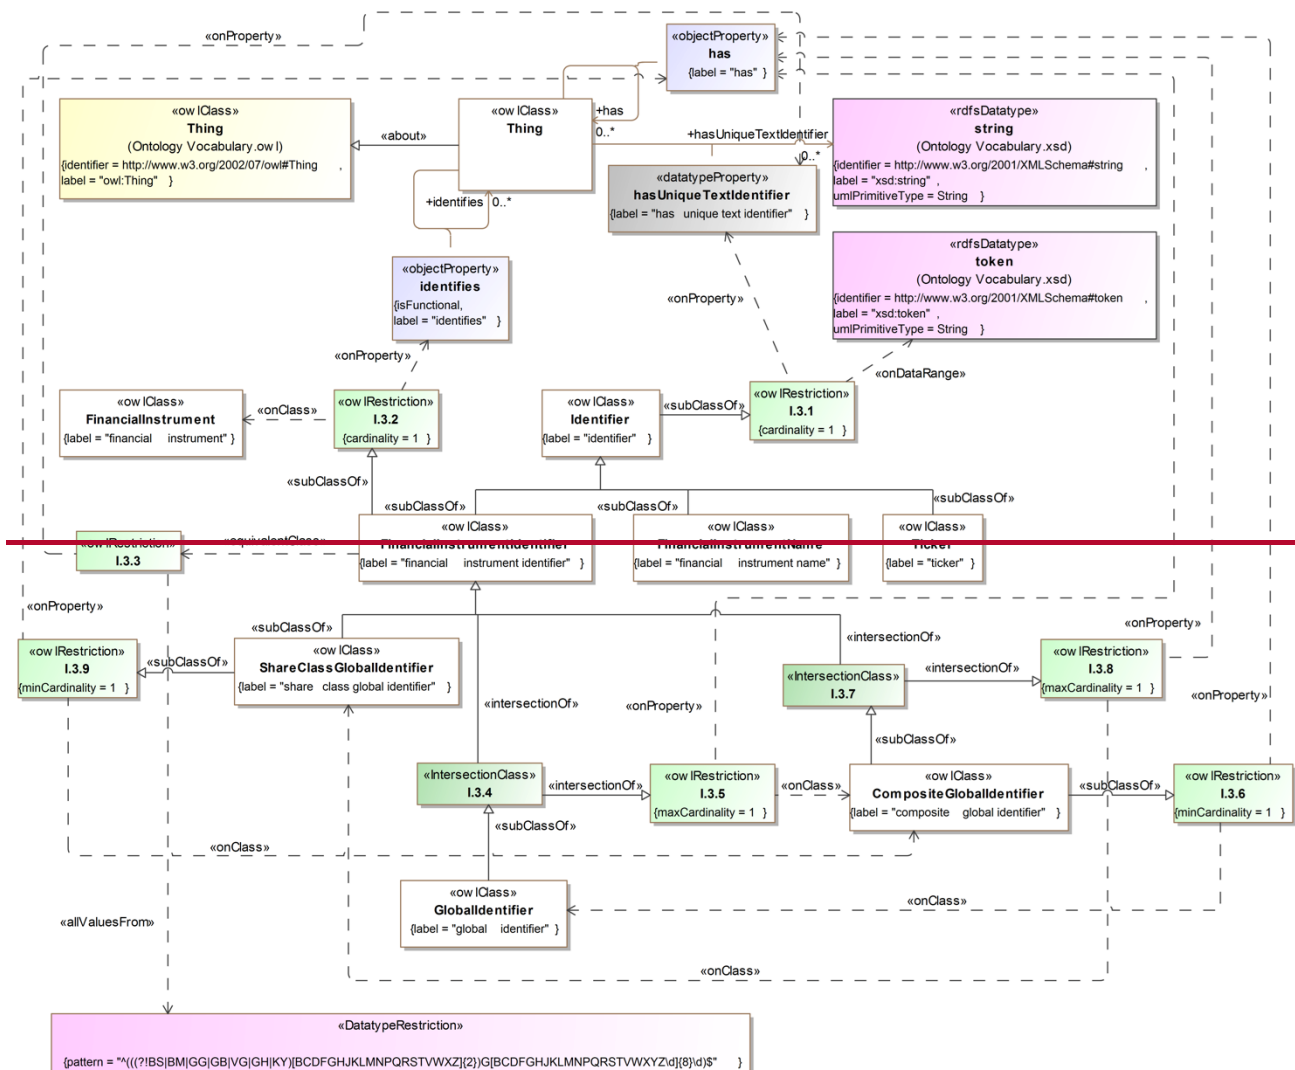 «onProperty»
«objectProperty»
has
{label = "has" }
«owlClass»
Thing
(Ontology Vocabulary.owl)
{identifier = http://www.w3.org/2002/07/owl#Thing ,
label = "owl:Thing" }
«about»
«owlClass»
Thing
+has
0..*
+hasUniqueTextIdentifier
0..*
«rdfsDatatype»
string
(Ontology Vocabulary.xsd)
{identifier = http://www.w3.org/2001/XMLSchema#string ,
label = "xsd:string" ,
umlPrimitiveType = String }
«datatypeProperty»
hasUniqueTextIdentifier
{label = "has unique text identifier" }
+identifies
0..*
«objectProperty»
identifies
{isFunctional,
label = "identifies" }
«rdfsDatatype»
token
(Ontology Vocabulary.xsd)
{identifier = http://www.w3.org/2001/XMLSchema#token ,
label = "xsd:token" ,
umlPrimitiveType = String }
«onProperty»
«onProperty»
«onDataRange»
«owlClass»
FinancialInstrument
{label = "financial instrument" }
«onClass»
«owlRestriction»
I.3.2
{cardinality = 1 }
«owlClass»
Identifier
{label = "identifier" }
«subClassOf»
«owlRestriction»
I.3.1
{cardinality = 1 }
«subClassOf»
«subClassOf»
«subClassOf»
«subClassOf»
«owlRestriction»
I.3.3
«equivalentClass»
«owlClass»
FinancialInstrumentIdentifier
{label = "financial instrument identifier" }
«owlClass»
FinancialInstrumentName
{label = "financial instrument name" }
«owlClass»
Ticker
{label = "ticker" }
«onProperty»
«owlRestriction»
I.3.9
{minCardinality = 1 }
«subClassOf»
«subClassOf»
«owlClass»
ShareClassGlobalIdentifier
{label = "share class global identifier" }
«intersectionOf»
«intersectionOf»
«IntersectionClass»
I.3.7
«intersectionOf»
«onProperty»
«owlRestriction»
I.3.8
{maxCardinality = 1 }
«onProperty»
«onProperty»
«subClassOf»
«IntersectionClass»
I.3.4
«intersectionOf»
«owlRestriction»
I.3.5
{maxCardinality = 1 }
«onClass»
«owlClass»
CompositeGlobalIdentifier
{label = "composite global identifier" }
«subClassOf»
«owlRestriction»
I.3.6
{minCardinality = 1 }
«subClassOf»
«onClass»
«owlClass»
GlobalIdentifier
{label = "global identifier" }
«onClass»
«allValuesFrom»
«onClass»
«DatatypeRestriction»
{pattern = "^(((?!BS|BM|GG|GB|VG|GH|KY)[BCDFGHJKLMNPQRSTVWXZ]{2})G[BCDFGHJKLMNPQRSTVWXYZ\d]{8}\d)$" }